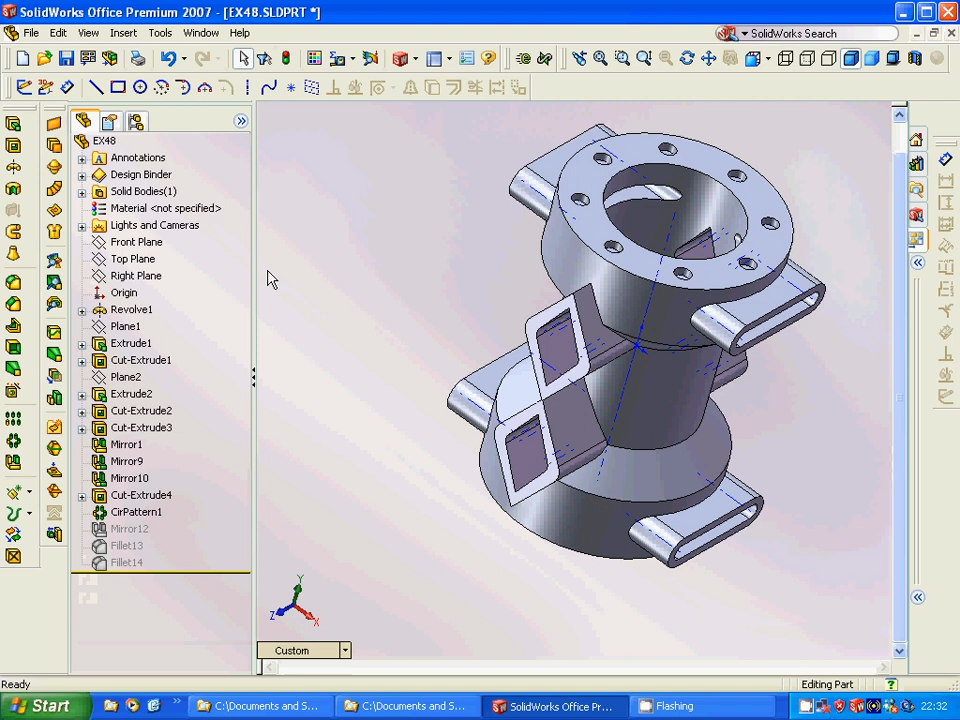 SolidWorks Office Premium 2007 - [EX48.SLDPRT *]
File Edit View Insert Tools Window Help
SolidWorks Search
EX48
Annotations
Design Binder
Solid Bodies(1)
Material <not specified>
Lights and Cameras
Front Plane
Top Plane
Right Plane
Origin
Revolve1
Plane1
Extrude1
Cut-Extrude1
Plane2
Extrude2
Cut-Extrude2
Cut-Extrude3
Mirror1
Mirror9
Mirror10
Cut-Extrude4
CirPattern1
Mirror12
Fillet13
Fillet14
Y
Z
X
Custom
Ready
Editing Part
Start
C:\Documents and S...
C:\Documents and S...
SolidWorks Office Pr...
Flashing
22:32